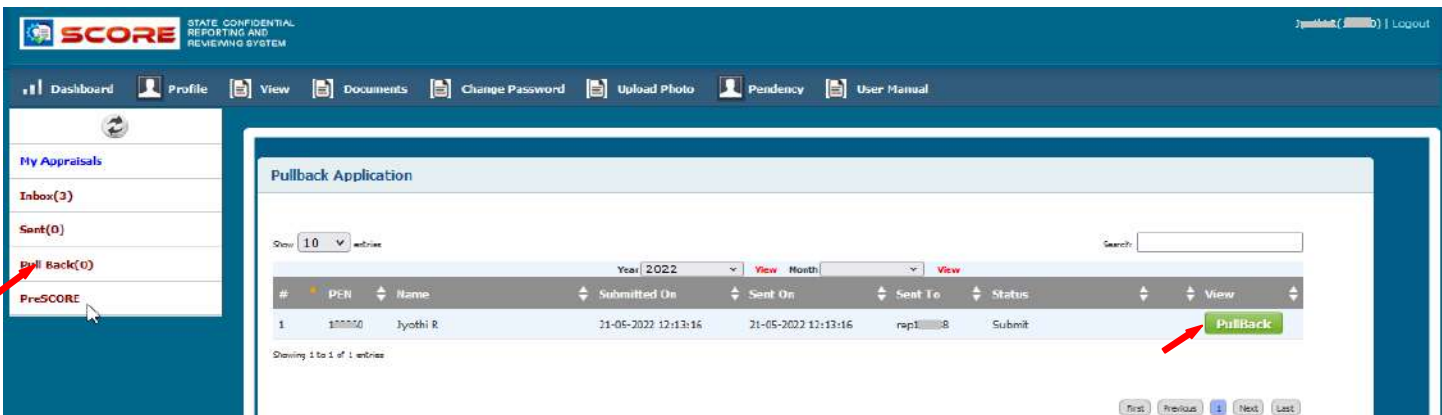 SCORE STATE CONFIDENTIAL
REPORTING AND
REVIEWING SYSTEM
| Logout
Dashboard Profile View Documents Change Password Upload Photo Pendency User Manual
My Appraisals
Inbox(3)
Sent(0)
Pull Back(0)
PreSCORE
Pullback Application
Show 10 entries Search:
Year 2022 View Month View
# PEN Name Submitted On Sent On Sent To Status View
1 Jyothi R 21-05-2022 12:13:16 21-05-2022 12:13:16 Submit PullBack
Showing 1 to 1 of 1 entries
First Previous 1 Next Last